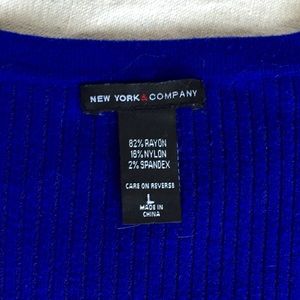 NEW YORK & COMPANY
82% RAYON
16% NYLON
2% SPANDEX
CARE ON REVERSE
L
MADE IN
CHINA